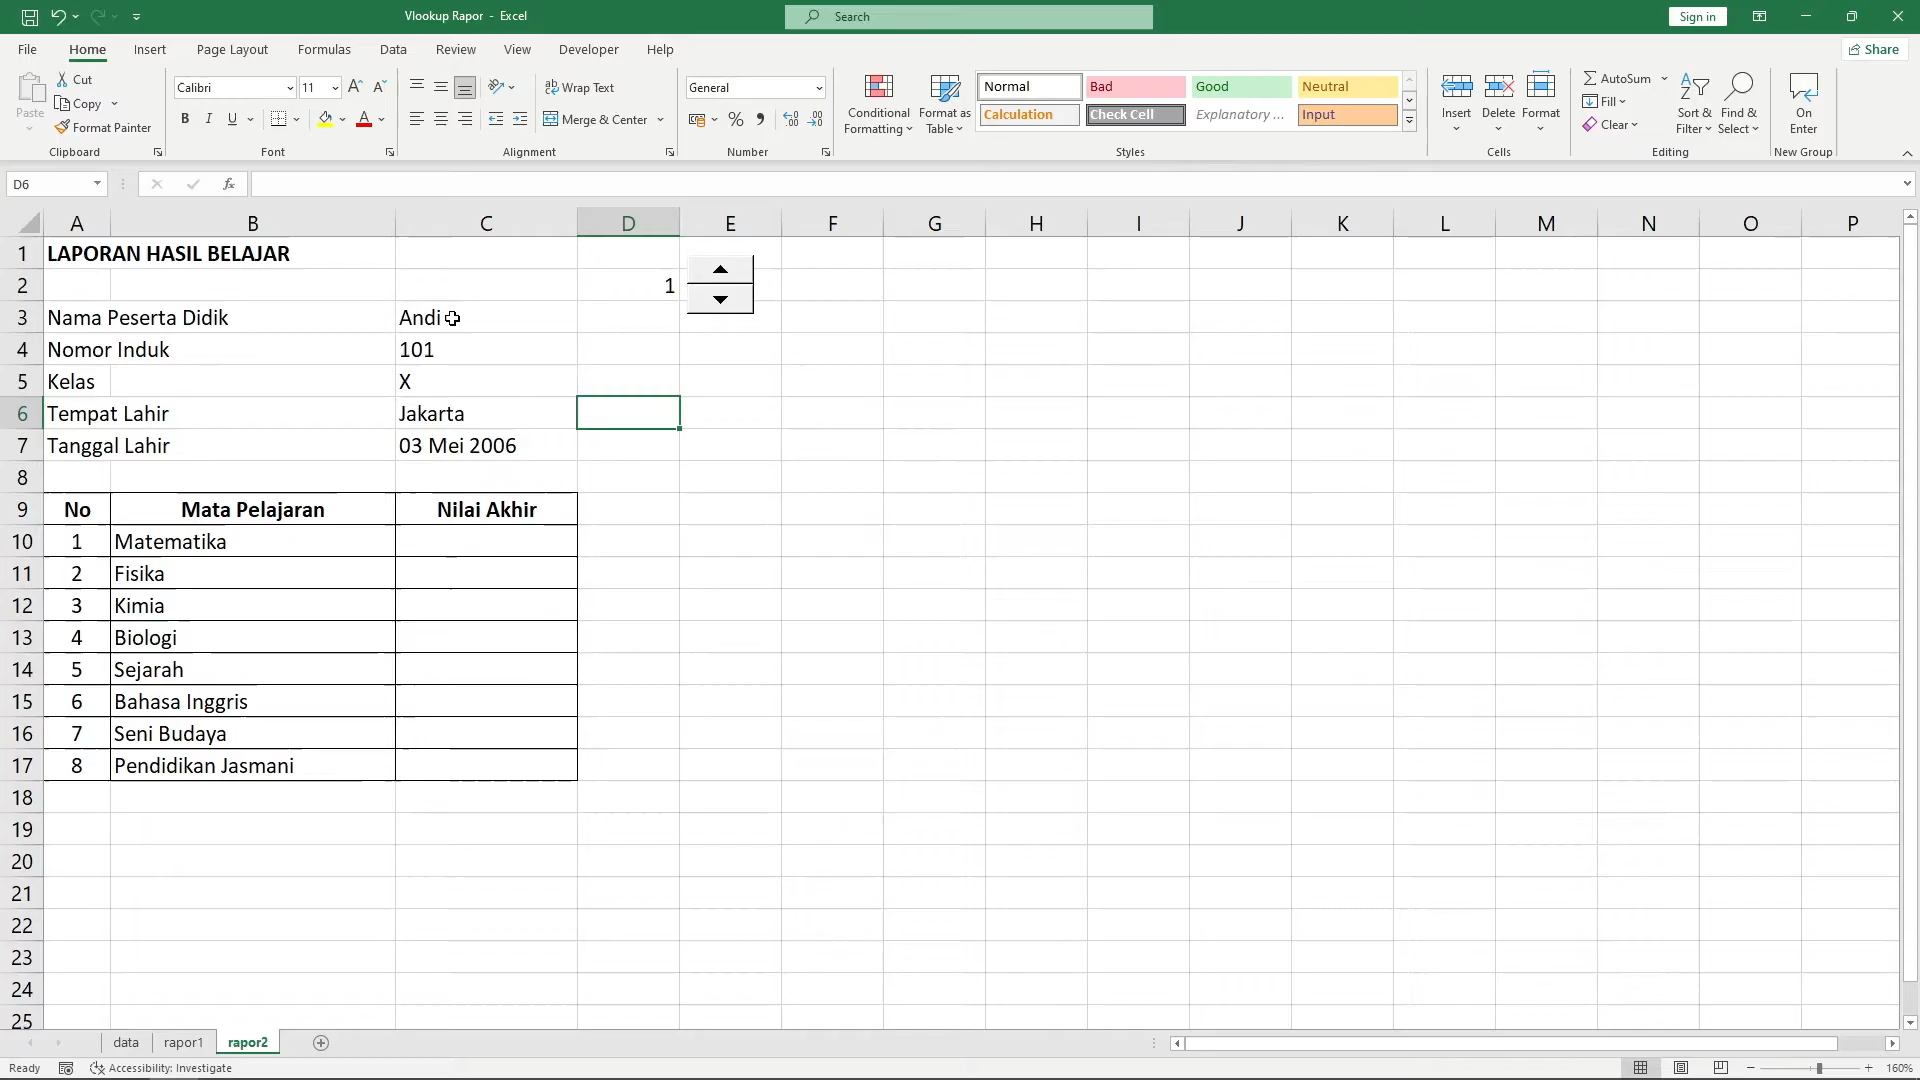 Vlookup Rapor - Excel
Search
Sign in
File Home Insert Page Layout Formulas Data Review View Developer Help
Share
Paste
Cut
Copy
Format Painter
Clipboard
Calibri 11
B I U
Font
Wrap Text
Merge & Center
Alignment
General
Number
Conditional Formatting
Format as Table
Normal Bad Good Neutral
Calculation Check Cell Explanatory ... Input
Styles
Insert Delete Format
Cells
AutoSum
Fill
Clear
Sort & Filter
Find & Select
Editing
On Enter
New Group
D6
fx
A B C D E F G H I J K L M N O P
1 LAPORAN HASIL BELAJAR
2 1
3 Nama Peserta Didik Andi
4 Nomor Induk 101
5 Kelas X
6 Tempat Lahir Jakarta
7 Tanggal Lahir 03 Mei 2006
8
9 No Mata Pelajaran Nilai Akhir
10 1 Matematika
11 2 Fisika
12 3 Kimia
13 4 Biologi
14 5 Sejarah
15 6 Bahasa Inggris
16 7 Seni Budaya
17 8 Pendidikan Jasmani
18
19
20
21
22
23
24
25
data rapor1 rapor2
Ready Accessibility: Investigate 160%